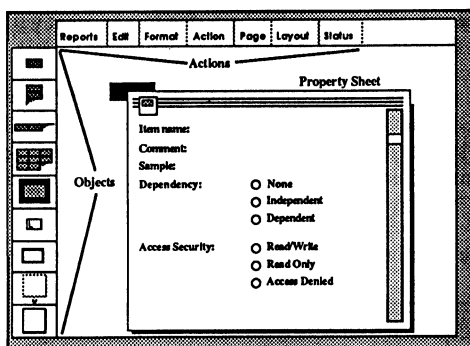 Reports Edit Format Action Page Layout Status
Actions
Property Sheet
Item name:
Comment:
Sample:
Objects
Dependency: None
Independent
Dependent
Access Security: Read/Write
Read Only
Access Denied